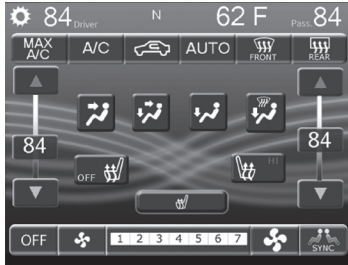 84 Driver N 62 F Pass. 84
MAX A/C A/C AUTO FRONT REAR
84 84
OFF HI
OFF 1 2 3 4 5 6 7 SYNC